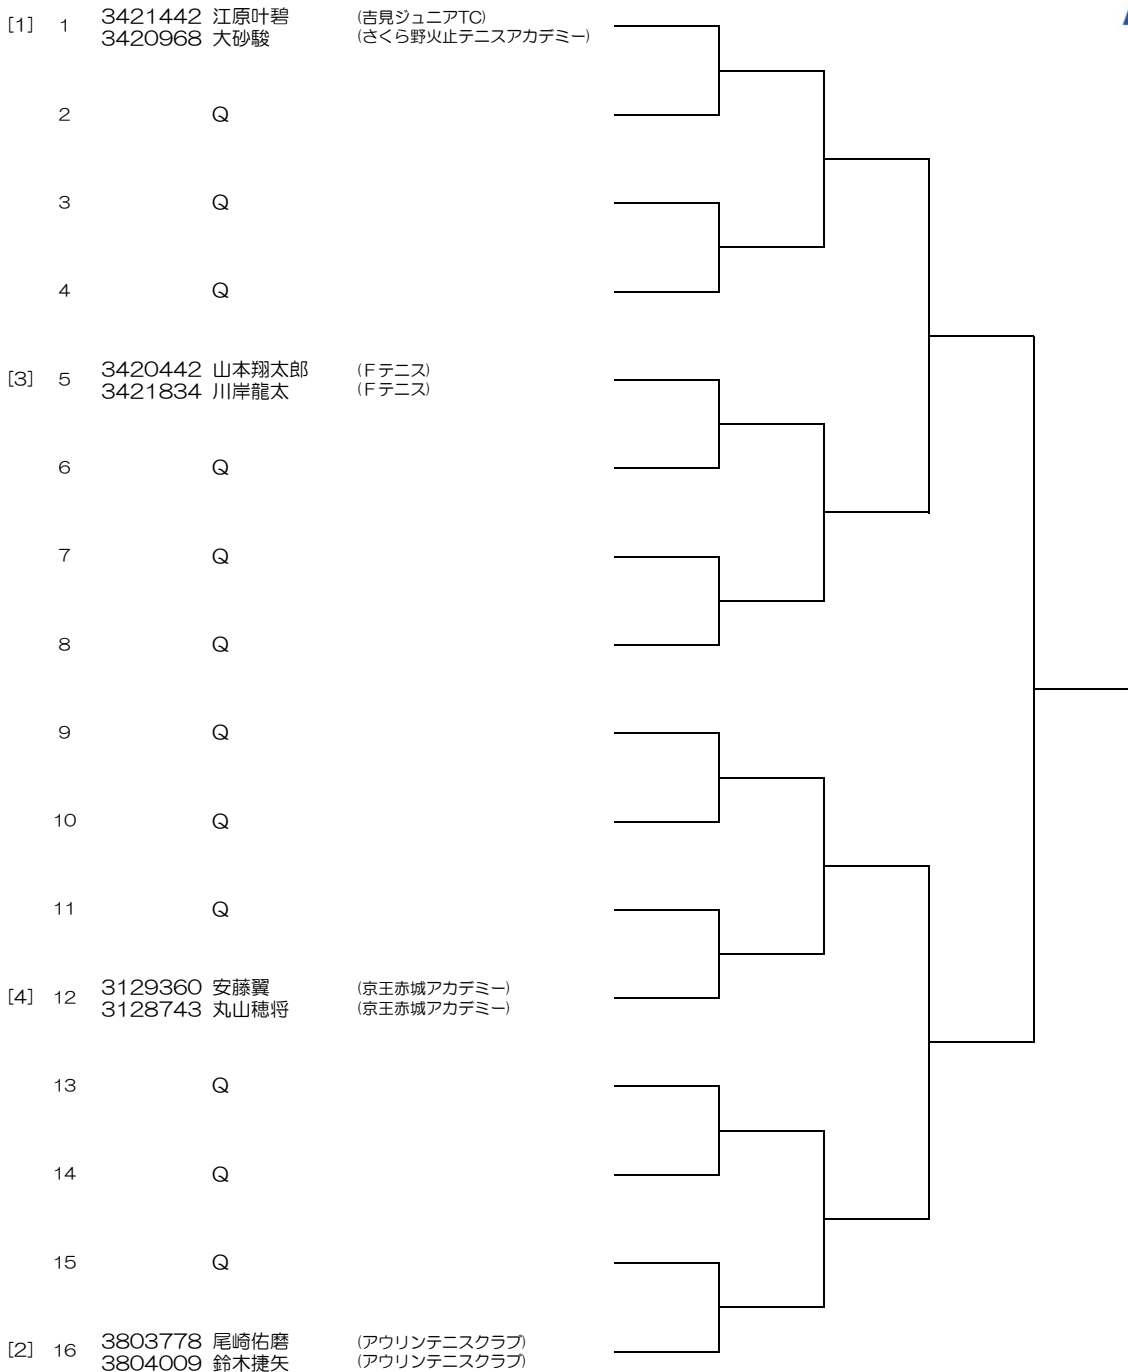 3421442 江原叶碧 (吉見ジュニアTC)
[1] 1
3420968 大砂駿 (さくら野火止テニスアカデミー)
2 Q
3 Q
4 Q
3420442 山本翔太郎 (Fテニス)
[3] 5
3421834 川岸龍太 (Fテニス)
6 Q
7 Q
8 Q
9 Q
10 Q
11 Q
3129360 安藤翼 (京王赤城アカデミー)
[4] 12
3128743 丸山穂将 (京王赤城アカデミー)
13 Q
14 Q
15 Q
3803778 尾崎佑磨 (アウリンテニスクラブ)
[2] 16
3804009 鈴木捷矢 (アウリンテニスクラブ)